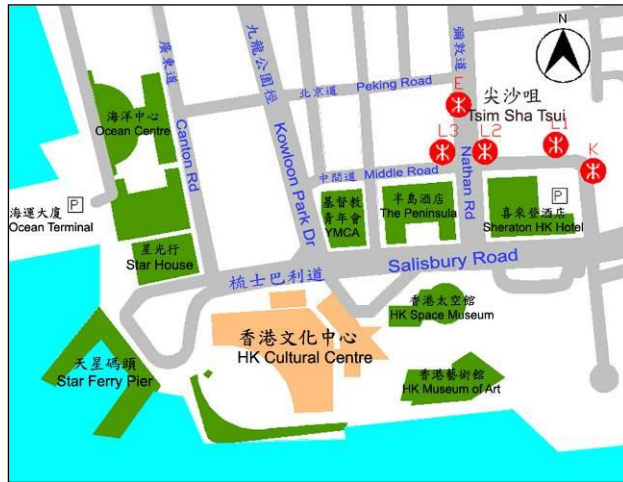 N
彌敦道
九龍公園徑
廣東道
E
北京道 Peking Road
尖沙咀
Tsim Sha Tsui
海洋中心
Ocean Centre
Canton Rd
Kowloon Park Dr
L3
L2
L1
K
Nathan Rd
中間道 Middle Road
P
海運大廈
Ocean Terminal
基督教
青年會
YMCA
半島酒店
The Peninsula
P
喜來登酒店
Sheraton HK Hotel
星光行
Star House
梳士巴利道
Salisbury Road
香港太空館
HK Space Museum
香港文化中心
HK Cultural Centre
天星碼頭
Star Ferry Pier
香港藝術館
HK Museum of Art